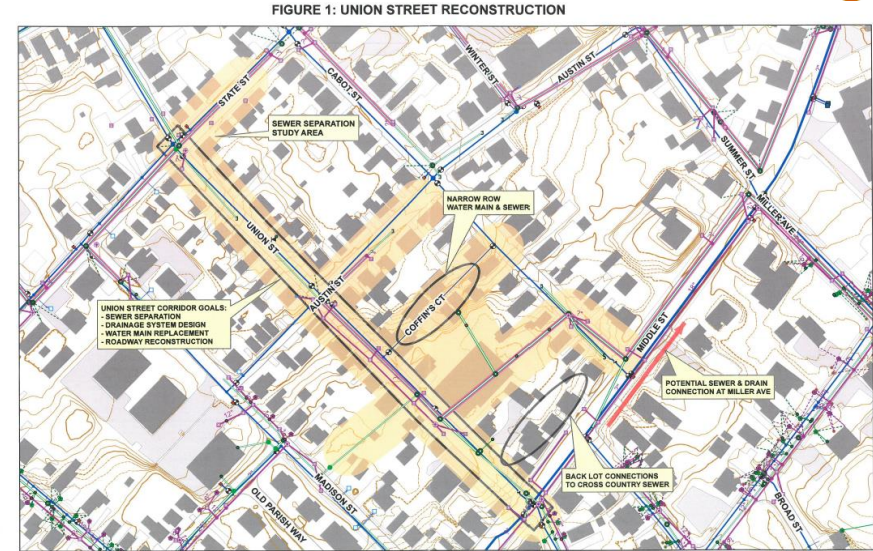 FIGURE 1: UNION STREET RECONSTRUCTION
STATE ST
CABOT ST
WINTER ST
AUSTIN ST
SEWER SEPARATION
STUDY AREA
SUMMER ST
MILLER AVE
NARROW ROW
WATER MAIN & SEWER
UNION ST
AUSTIN ST
COFFIN'S CT
UNION STREET CORRIDOR GOALS:
- SEWER SEPARATION
- DRAINAGE SYSTEM DESIGN
- WATER MAIN REPLACEMENT
- ROADWAY RECONSTRUCTION
MIDDLE ST
POTENTIAL SEWER & DRAIN
CONNECTION AT MILLER AVE
BACK LOT CONNECTIONS
TO CROSS COUNTRY SEWER
MADISON ST
OLD PARISH WAY
BROAD ST